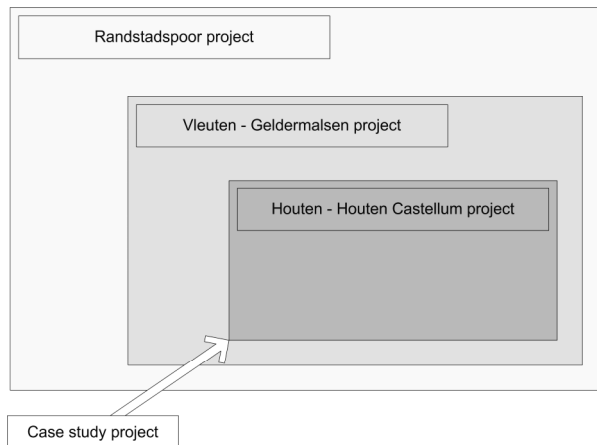 Randstadspoor project
Vleuten - Geldermalsen project
Houten - Houten Castellum project
Case study project